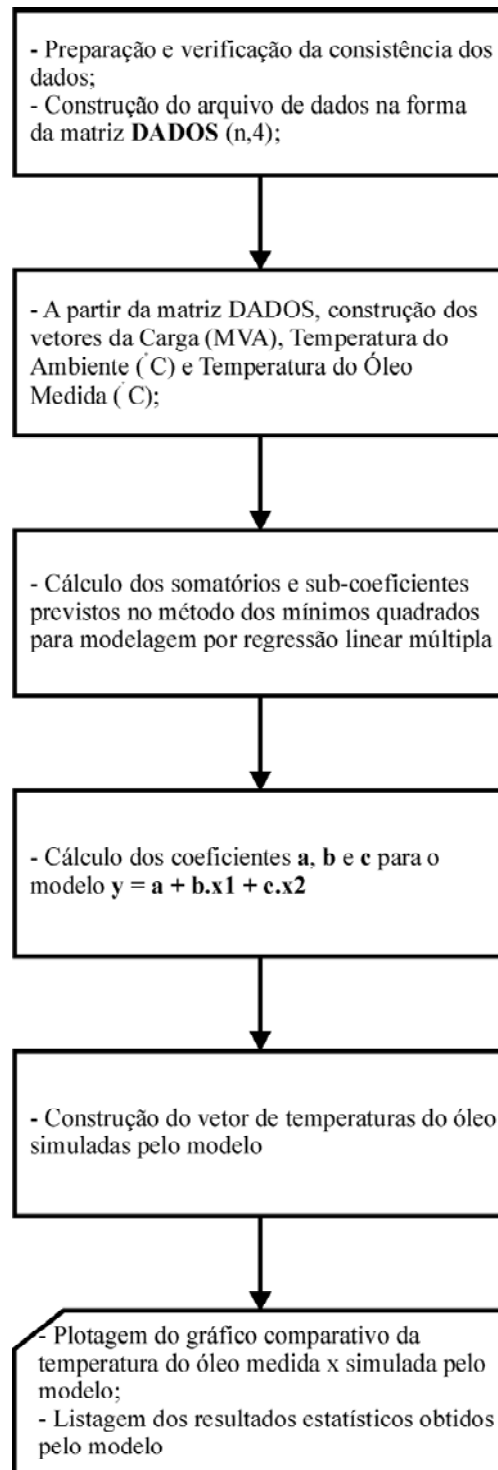 - Preparação e verificação da consistência dos
dados;
- Construção do arquivo de dados na forma
da matriz DADOS (n,4);
- A partir da matriz DADOS, construção dos
vetores da Carga (MVA), Temperatura do
Ambiente (°C) e Temperatura do Óleo
Medida (°C);
- Cálculo dos somatórios e sub-coeficientes
previstos no método dos mínimos quadrados
para modelagem por regressão linear múltipla
- Cálculo dos coeficientes a, b e c para o
modelo y = a + b.x1 + c.x2
- Construção do vetor de temperaturas do óleo
simuladas pelo modelo
- Plotagem do gráfico comparativo da
temperatura do óleo medida x simulada pelo
modelo;
- Listagem dos resultados estatísticos obtidos
pelo modelo